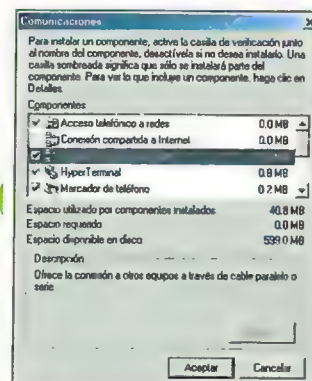 Comunicaciones
Para instalar un componente, active la casilla de verificación junto
al nombre del componente, desactívela si no desea instalarlo. Una
casilla sombreada significa que sólo se instalará parte del
componente. Para ver lo que incluye un componente, haga clic en
Detalles.
Componentes
Acceso telefónico a redes 0.0 MB
Conexión compartida a Internet 0.0 MB
HyperTerminal 0.8 MB
Marcador de teléfono 0.2 MB
Espacio utilizado por componentes instalados 40.8 MB
Espacio requerido 0.0 MB
Espacio disponible en disco 599.0 MB
Descripción
Ofrece la conexión a otros equipos a través de cable paralelo o
serie
Aceptar Cancelar